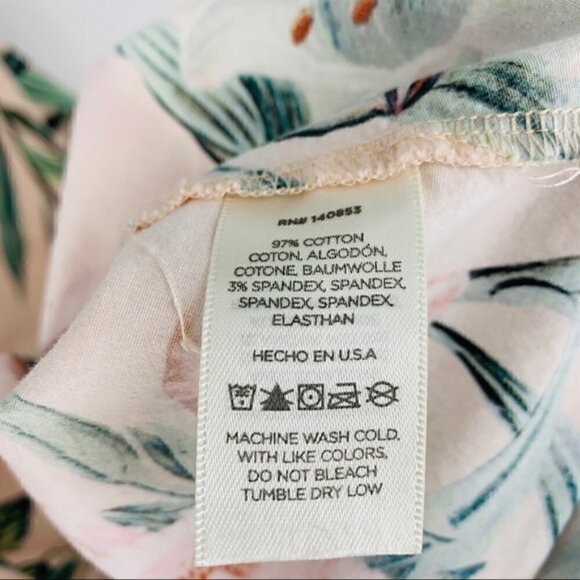 RN# 140853
97% COTTON
COTON, ALGODÓN,
COTONE, BAUMWOLLE
3% SPANDEX, SPANDEX,
SPANDEX, SPANDEX,
ELASTHAN
HECHO EN U.S.A
MACHINE WASH COLD.
WITH LIKE COLORS,
DO NOT BLEACH
TUMBLE DRY LOW